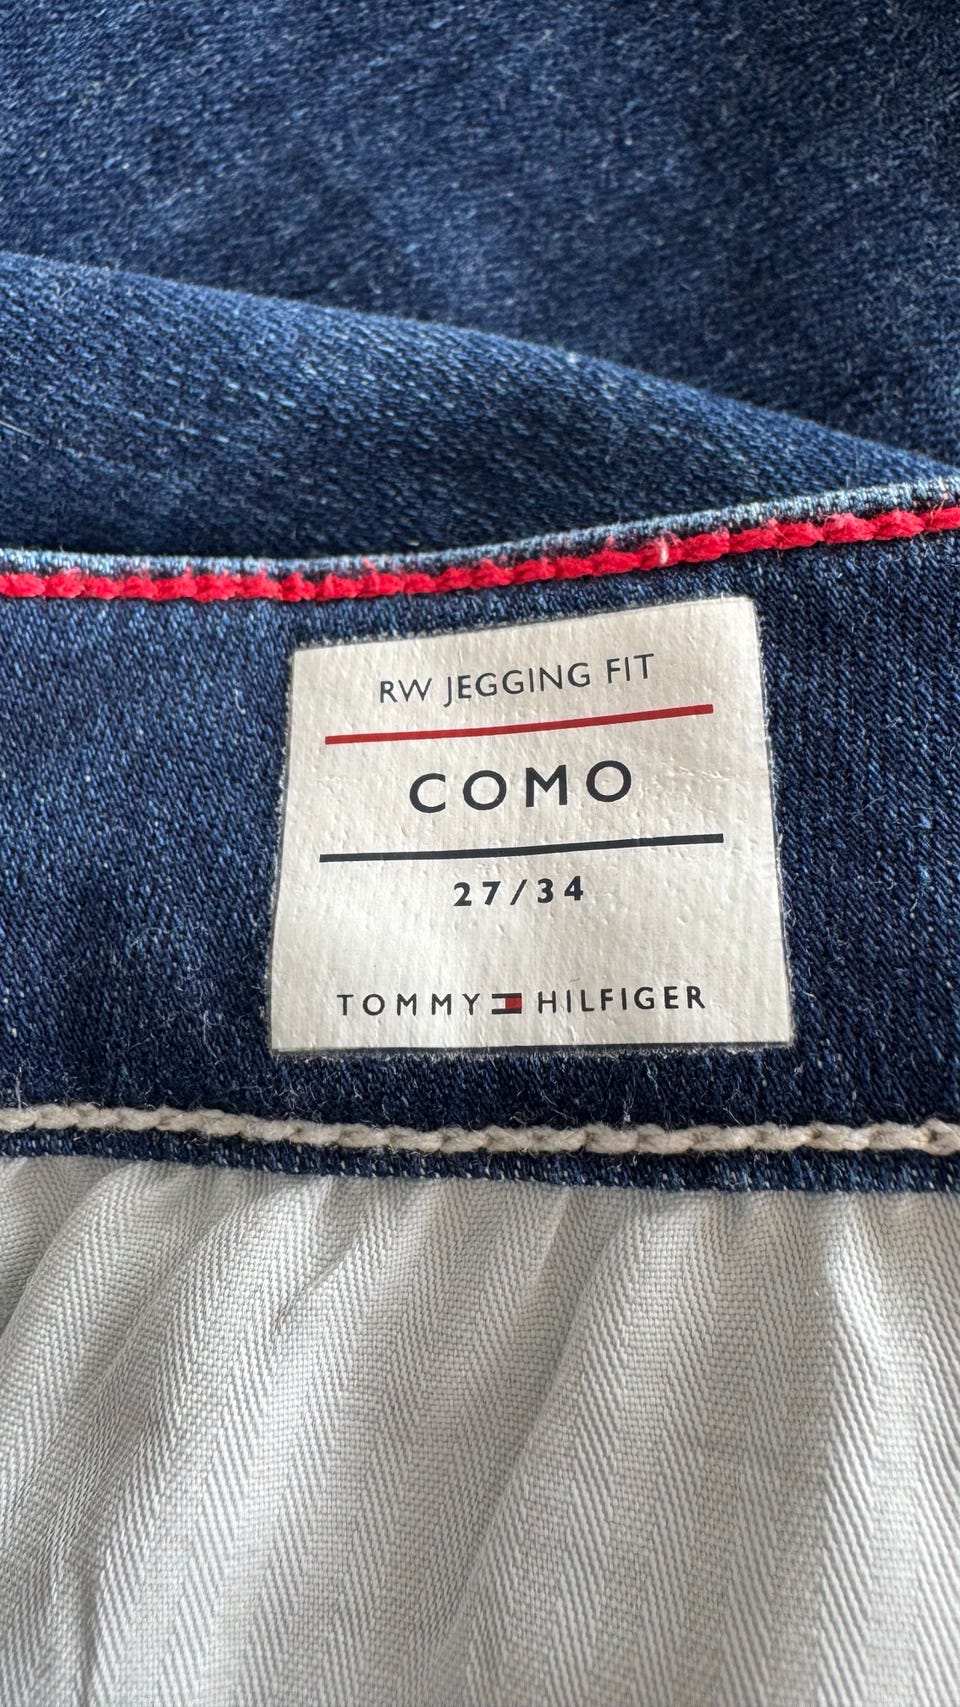 RW JEGGING FIT
COMO
27/34
TOMMY HILFIGER